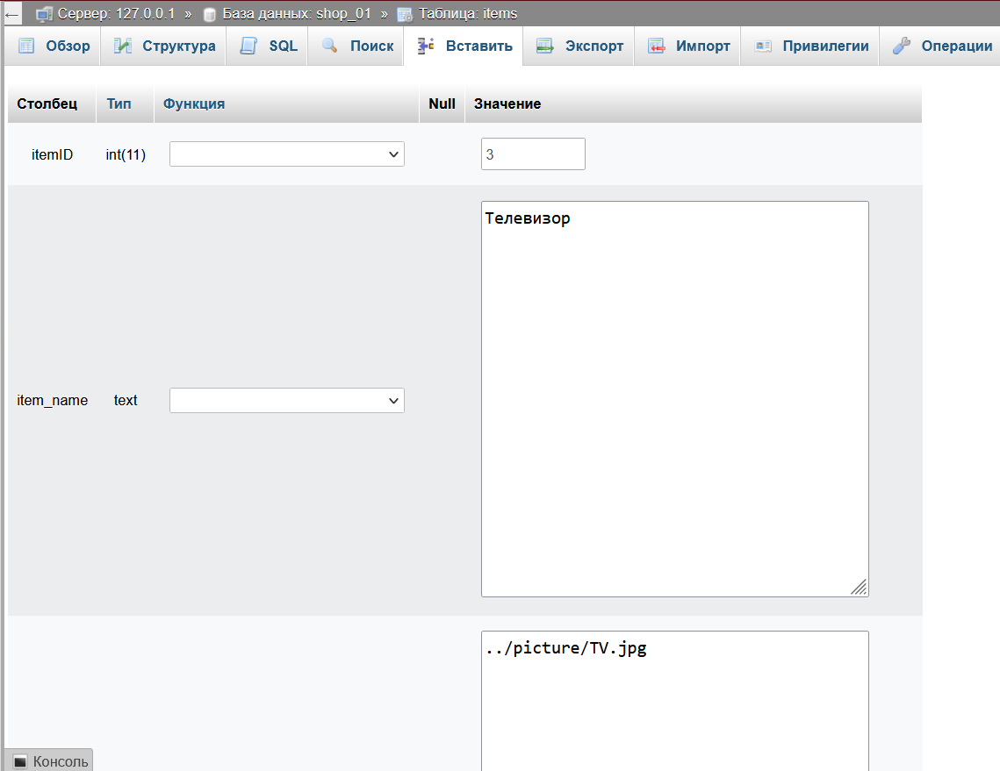 ← Сервер: 127.0.0.1 » База данных: shop_01 » Таблица: items
Обзор Структура SQL Поиск Вставить Экспорт Импорт Привилегии Операции
Столбец Тип Функция Null Значение
itemID int(11) 3
Телевизор
item_name text
../picture/TV.jpg
Консоль